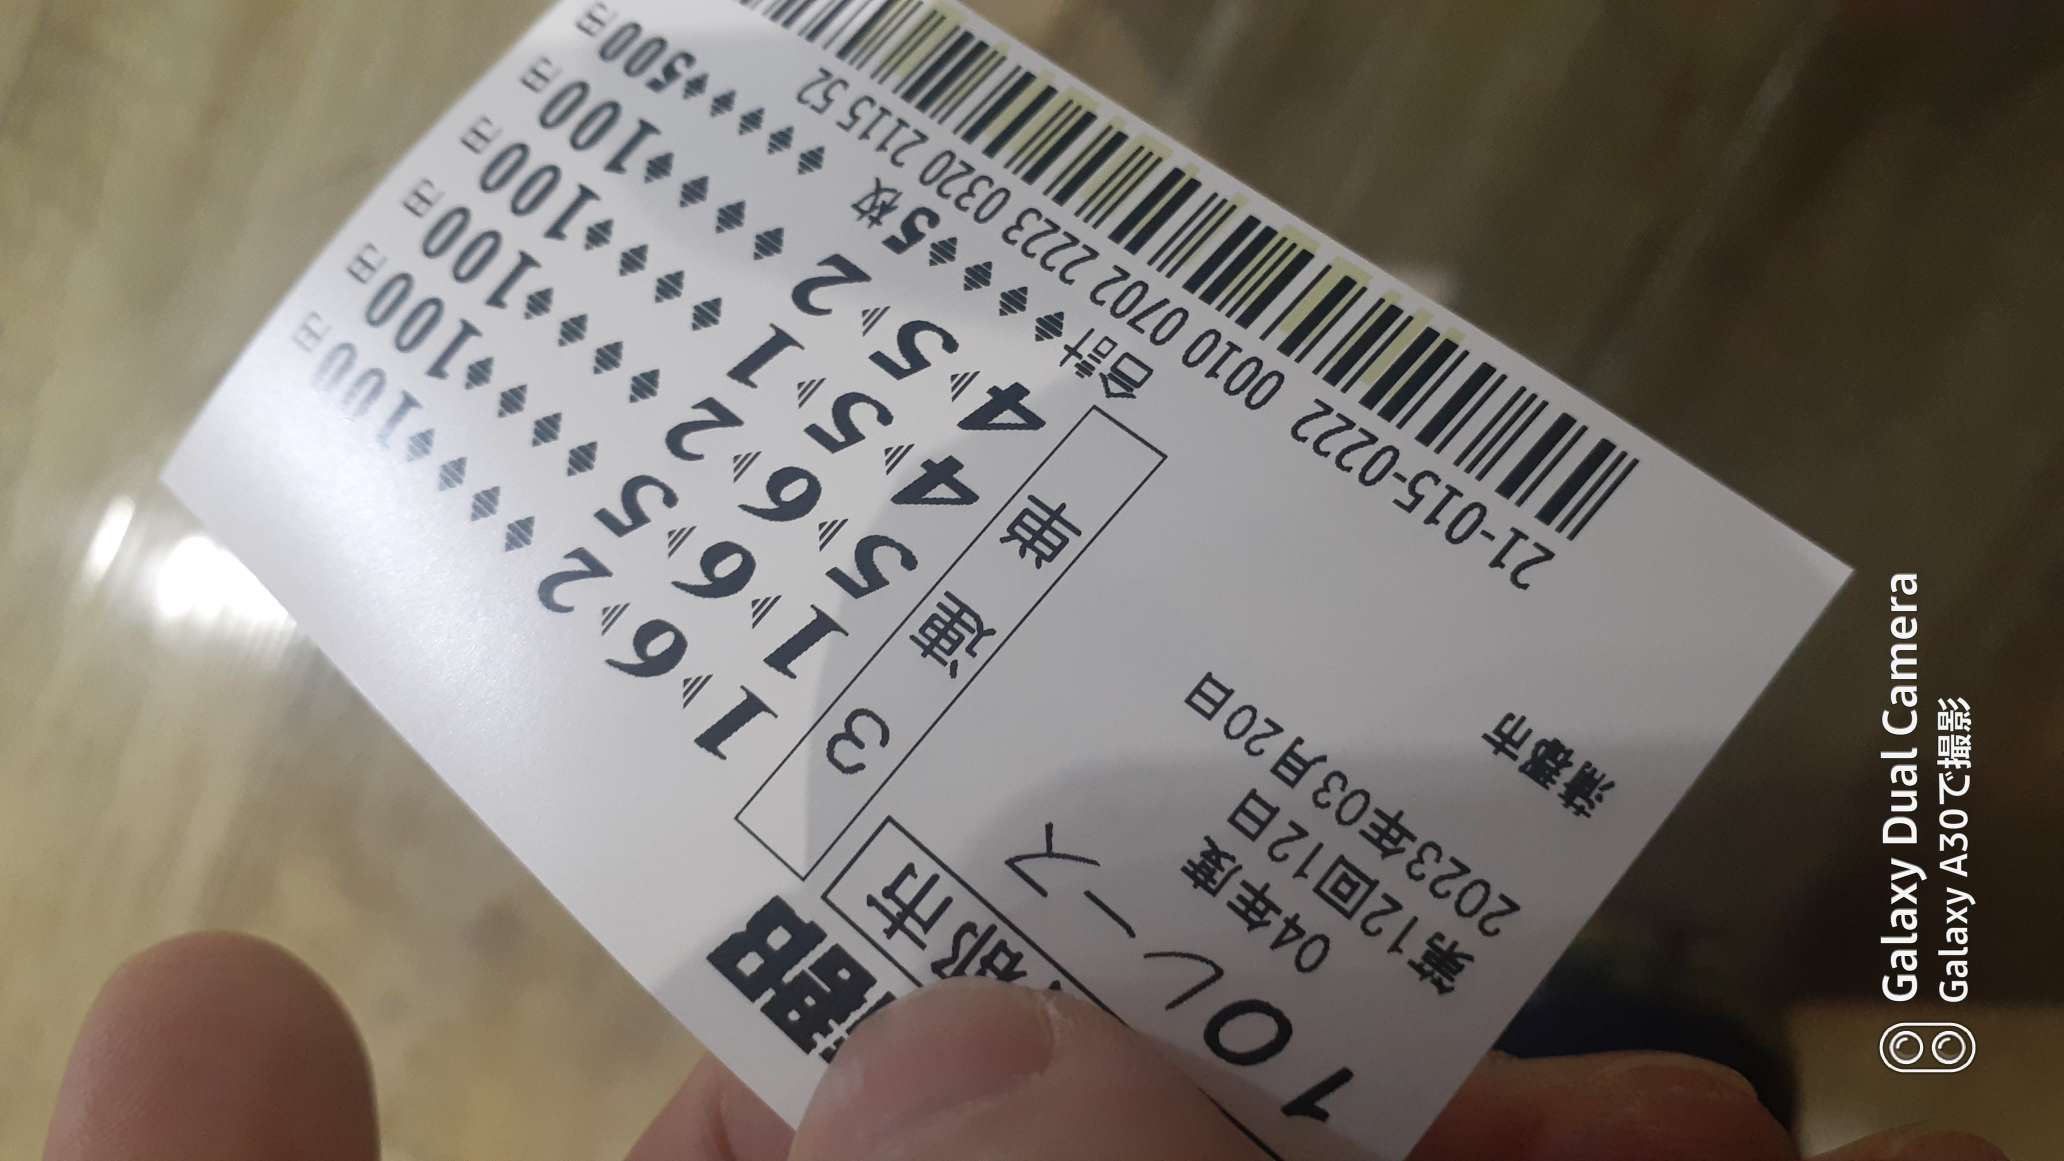 郡
郡市
10レース
04年度
第12回12日
2023年03月20日
蒲郡市
3連単
1-6-2 ◆◆◆◆100円
1-6-5 ◆◆◆◆100円
5-6-2 ◆◆◆◆100円
4-5-1 ◆◆◆◆100円
4-5-2 ◆◆◆◆100円
合計 ◆◆◆◆5枚 ◆◆◆◆◆500円
21-015-0222 0010 0702 2223 0320 2115 52
Galaxy Dual Camera
Galaxy A30で撮影